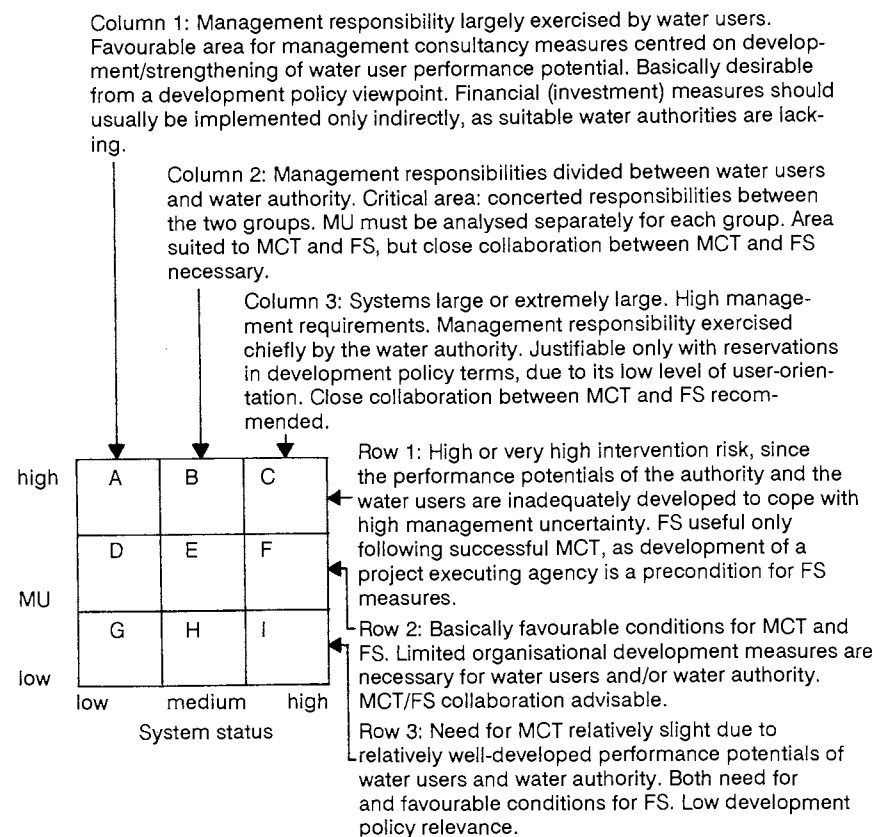 Column 1: Management responsibility largely exercised by water users.
Favourable area for management consultancy measures centred on develop-
ment/strengthening of water user performance potential. Basically desirable
from a development policy viewpoint. Financial (investment) measures should
usually be implemented only indirectly, as suitable water authorities are lack-
ing.
Column 2: Management responsibilities divided between water users
and water authority. Critical area: concerted responsibilities between
the two groups. MU must be analysed separately for each group. Area
suited to MCT and FS, but close collaboration between MCT and FS
necessary.
Column 3: Systems large or extremely large. High manage-
ment requirements. Management responsibility exercised
chiefly by the water authority. Justifiable only with reservations
in development policy terms, due to its low level of user-orien-
tation. Close collaboration between MCT and FS recom-
mended.
high
A B C
D E F
MU
G H I
low
low medium high
System status
Row 1: High or very high intervention risk, since
the performance potentials of the authority and the
water users are inadequately developed to cope with
high management uncertainty. FS useful only
following successful MCT, as development of a
project executing agency is a precondition for FS
measures.
Row 2: Basically favourable conditions for MCT and
FS. Limited organisational development measures are
necessary for water users and/or water authority.
MCT/FS collaboration advisable.
Row 3: Need for MCT relatively slight due to
relatively well-developed performance potentials of
water users and water authority. Both need for
and favourable conditions for FS. Low development
policy relevance.